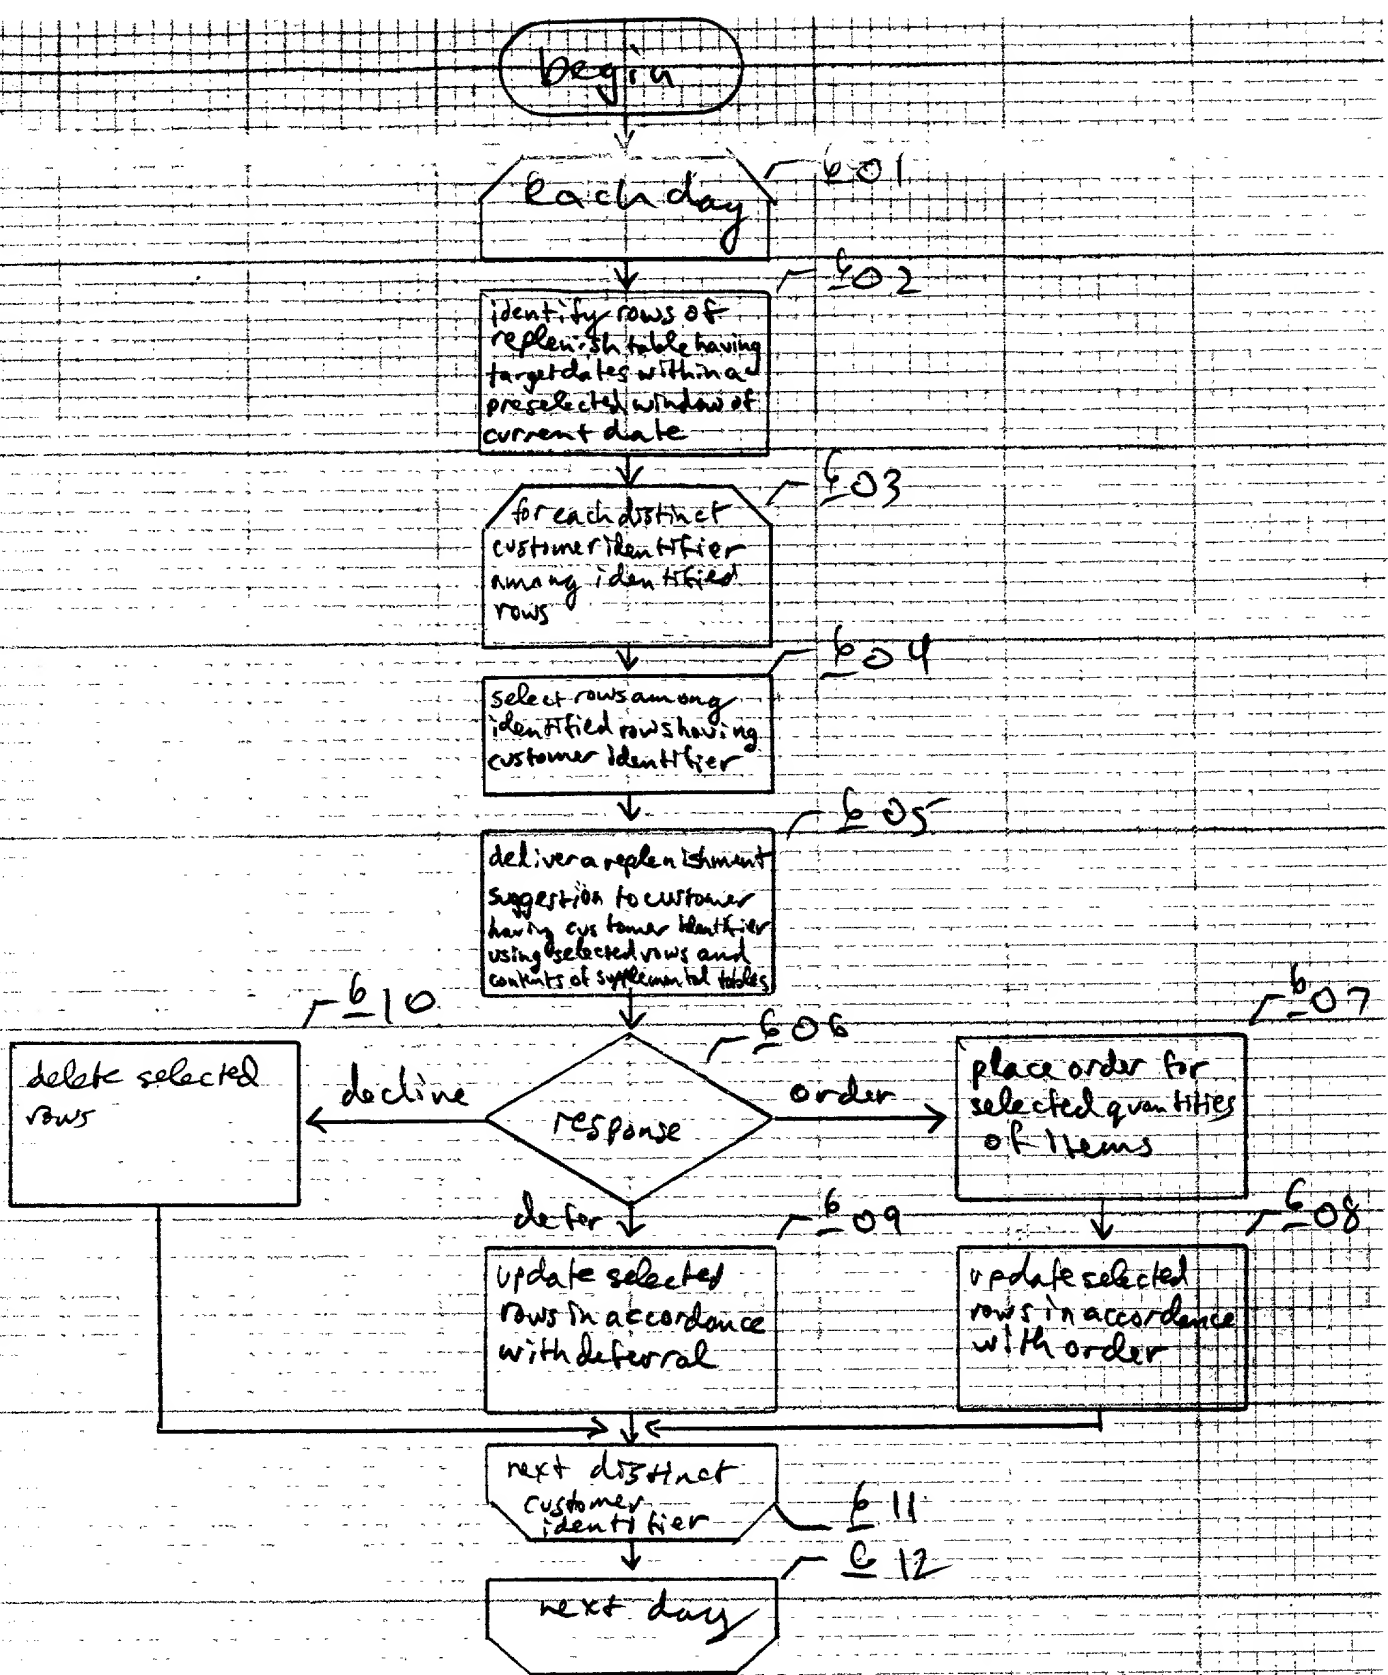 begin
each day
601
602
identify rows of
replenish table having
target dates within a
preselected window of
current date
603
for each distinct
customer identifier
among identified
rows
604
select rows among
identified rows having
customer identifier
605
deliver a replenishment
suggestion to customer
having customer identifier
using selected rows and
contents of supplemental tables
610
delete selected
rows
decline
606
response
order
607
place order for
selected quantities
of items
defer
609
update selected
rows in accordance
with deferral
608
update selected
rows in accordance
with order
next distinct
customer
identifier
611
612
next day